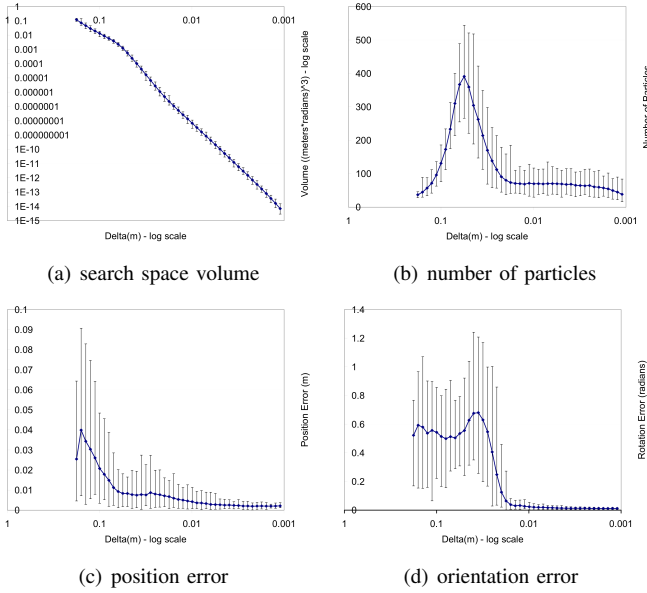 1 0.1 0.01 0.001
0.1
0.01
0.001
0.0001
0.00001
0.000001
0.0000001
0.00000001
0.000000001
1E-10
1E-11
1E-12
1E-13
1E-14
1E-15
Volume ((meters*radians)^3) - log scale
Delta(m) - log scale
(a) search space volume
600
500
400
300
200
100
0
1 0.1 0.01 0.001
Number of Particles
Delta(m) - log scale
(b) number of particles
0.1
0.09
0.08
0.07
0.06
0.05
0.04
0.03
0.02
0.01
0
1 0.1 0.01 0.001
Position Error (m)
Delta(m) - log scale
(c) position error
1.4
1.2
1
0.8
0.6
0.4
0.2
0
1 0.1 0.01 0.001
Rotation Error (radians)
Delta(m) - log scale
(d) orientation error